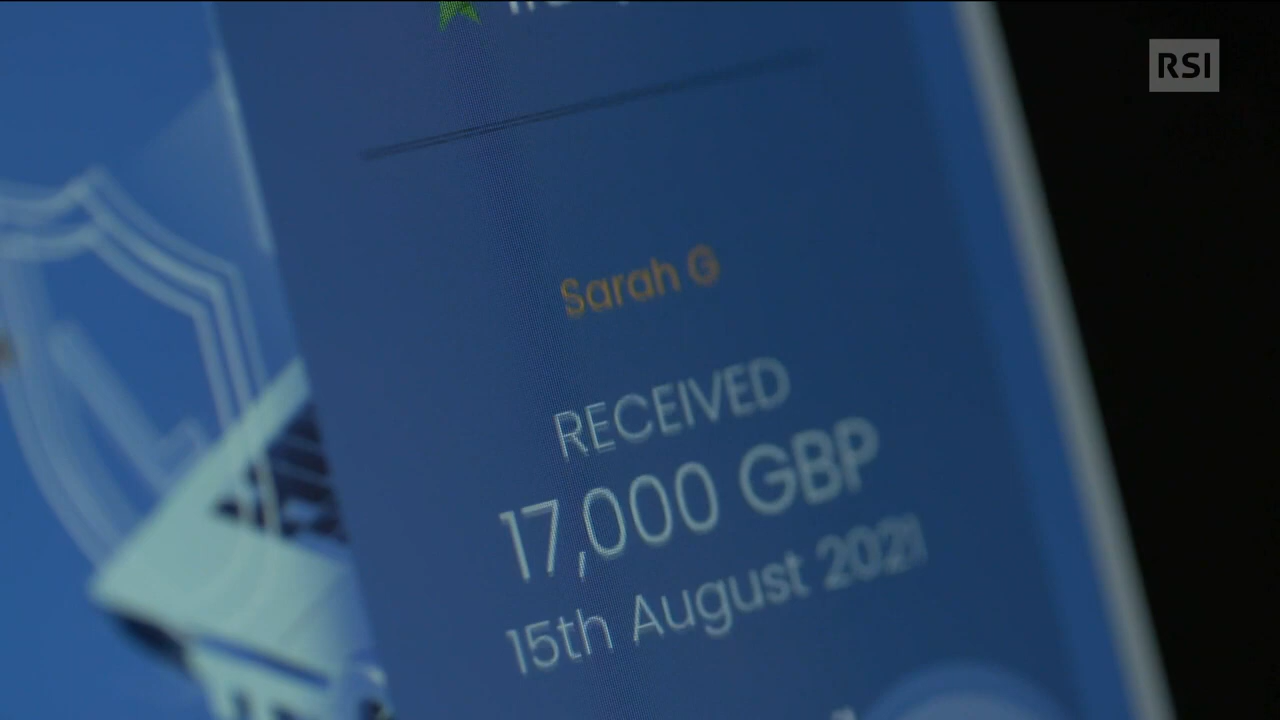 RSI
Sarah G
RECEIVED
17,000 GBP
15th August 2021